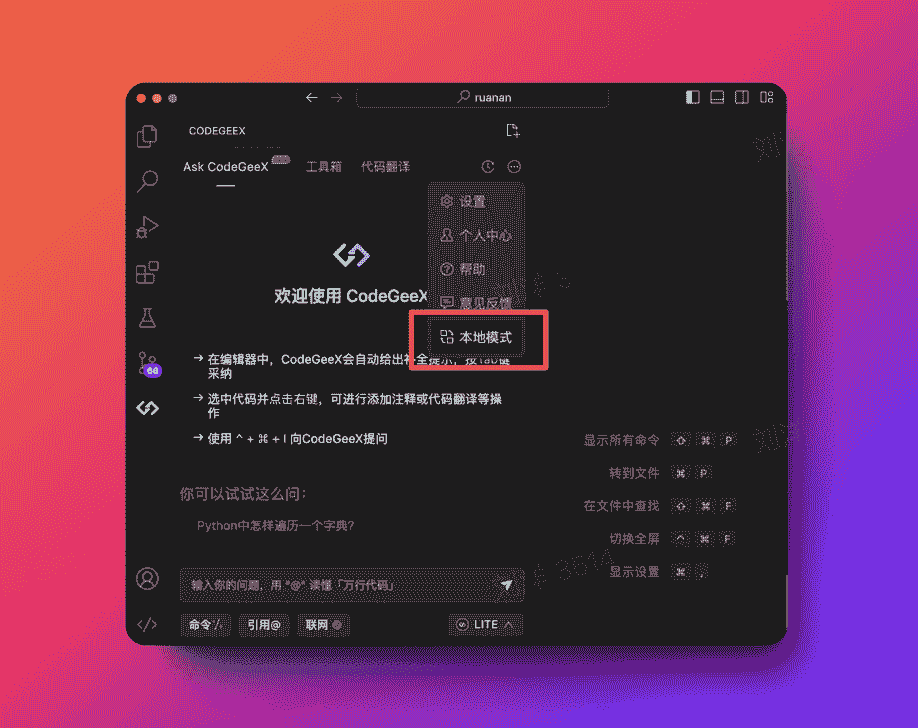 ruanan
CODEGEEX
Ask CodeGeeX 工具箱 代码翻译
设置
个人中心
帮助
欢迎使用 CodeGeeX
意见反馈
本地模式
→ 在编辑器中，CodeGeeX会自动给出补全提示，按Tab键
采纳
→ 选中代码并点击右键，可进行添加注释或代码翻译等操
作
→ 使用 ^ + ⌘ + I 向CodeGeeX提问
显示所有命令 ⇧ ⌘ P
转到文件 ⌘ P
在文件中查找 ⇧ ⌘ F
切换全屏 ^ ⌘ F
显示设置 ⌘ ,
你可以试试这么问：
Python中怎样遍历一个字典?
输入你的问题，用 "@" 读懂「万行代码」
命令/ 引用@ 联网 LITE